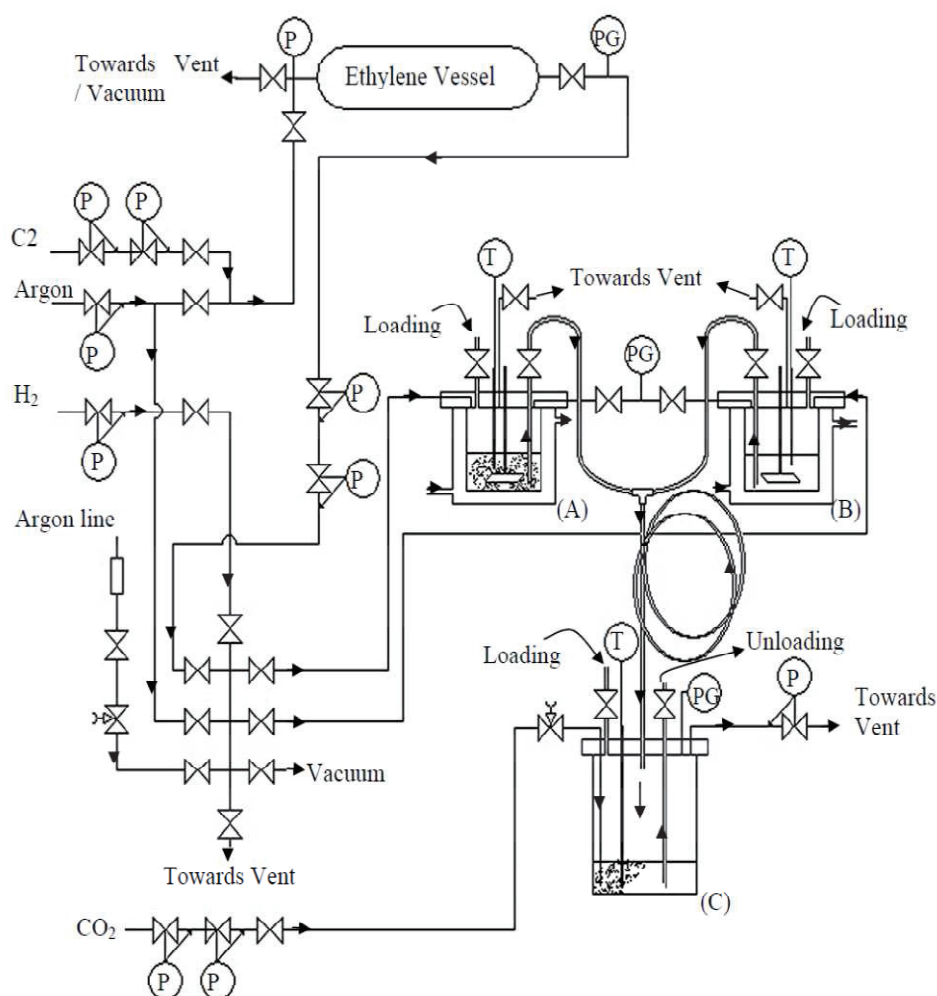 P
PG
Towards Vent
/ Vacuum
Ethylene Vessel
P
P
C2
T
T
Argon
Towards Vent
Loading
Loading
P
PG
H₂
P
P
P
Argon line
(A)
(B)
T
Loading
Unloading
P
PG
Towards
Vent
Vacuum
Towards Vent
(C)
CO₂
P
P